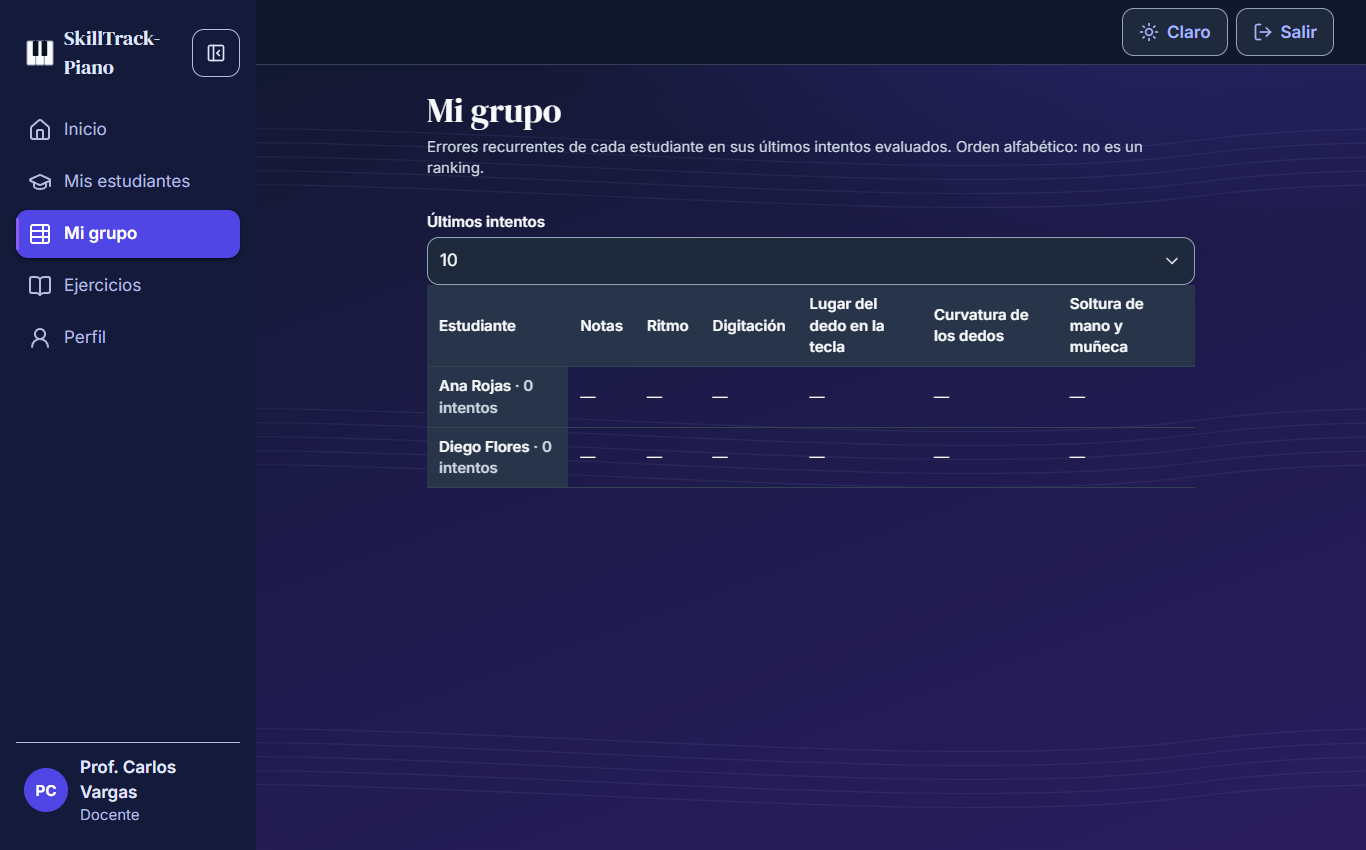 SkillTrack-
Piano
Claro
Salir
Inicio
Mis estudiantes
Mi grupo
Ejercicios
Perfil
Mi grupo
Errores recurrentes de cada estudiante en sus últimos intentos evaluados. Orden alfabético: no es un
ranking.
Últimos intentos
10
Estudiante
Notas
Ritmo
Digitación
Lugar del
dedo en la
tecla
Curvatura de
los dedos
Soltura de
mano y
muñeca
Ana Rojas · 0
intentos
— — — — — —
Diego Flores · 0
intentos
— — — — — —
PC
Prof. Carlos
Vargas
Docente